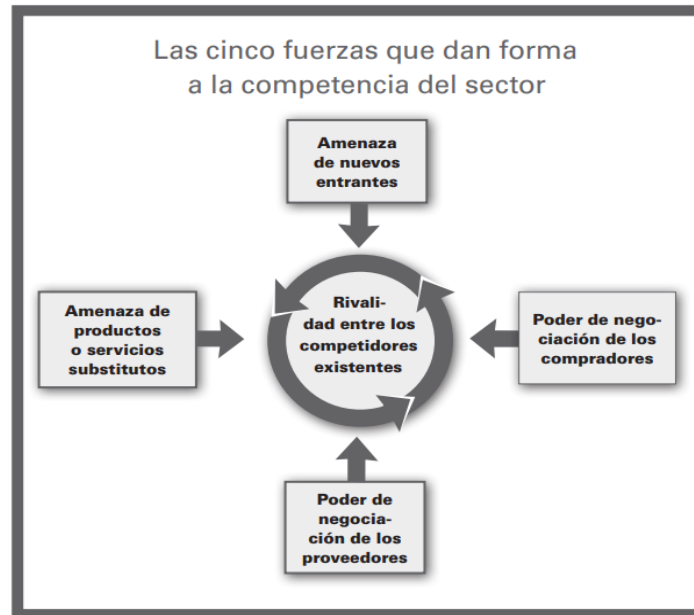 Las cinco fuerzas que dan forma
a la competencia del sector
Amenaza
de nuevos
entrantes
Amenaza de
productos
o servicios
substitutos
Rivali-
dad entre los
competidores
existentes
Poder de nego-
ciación de los
compradores
Poder de
negocia-
ción de los
proveedores